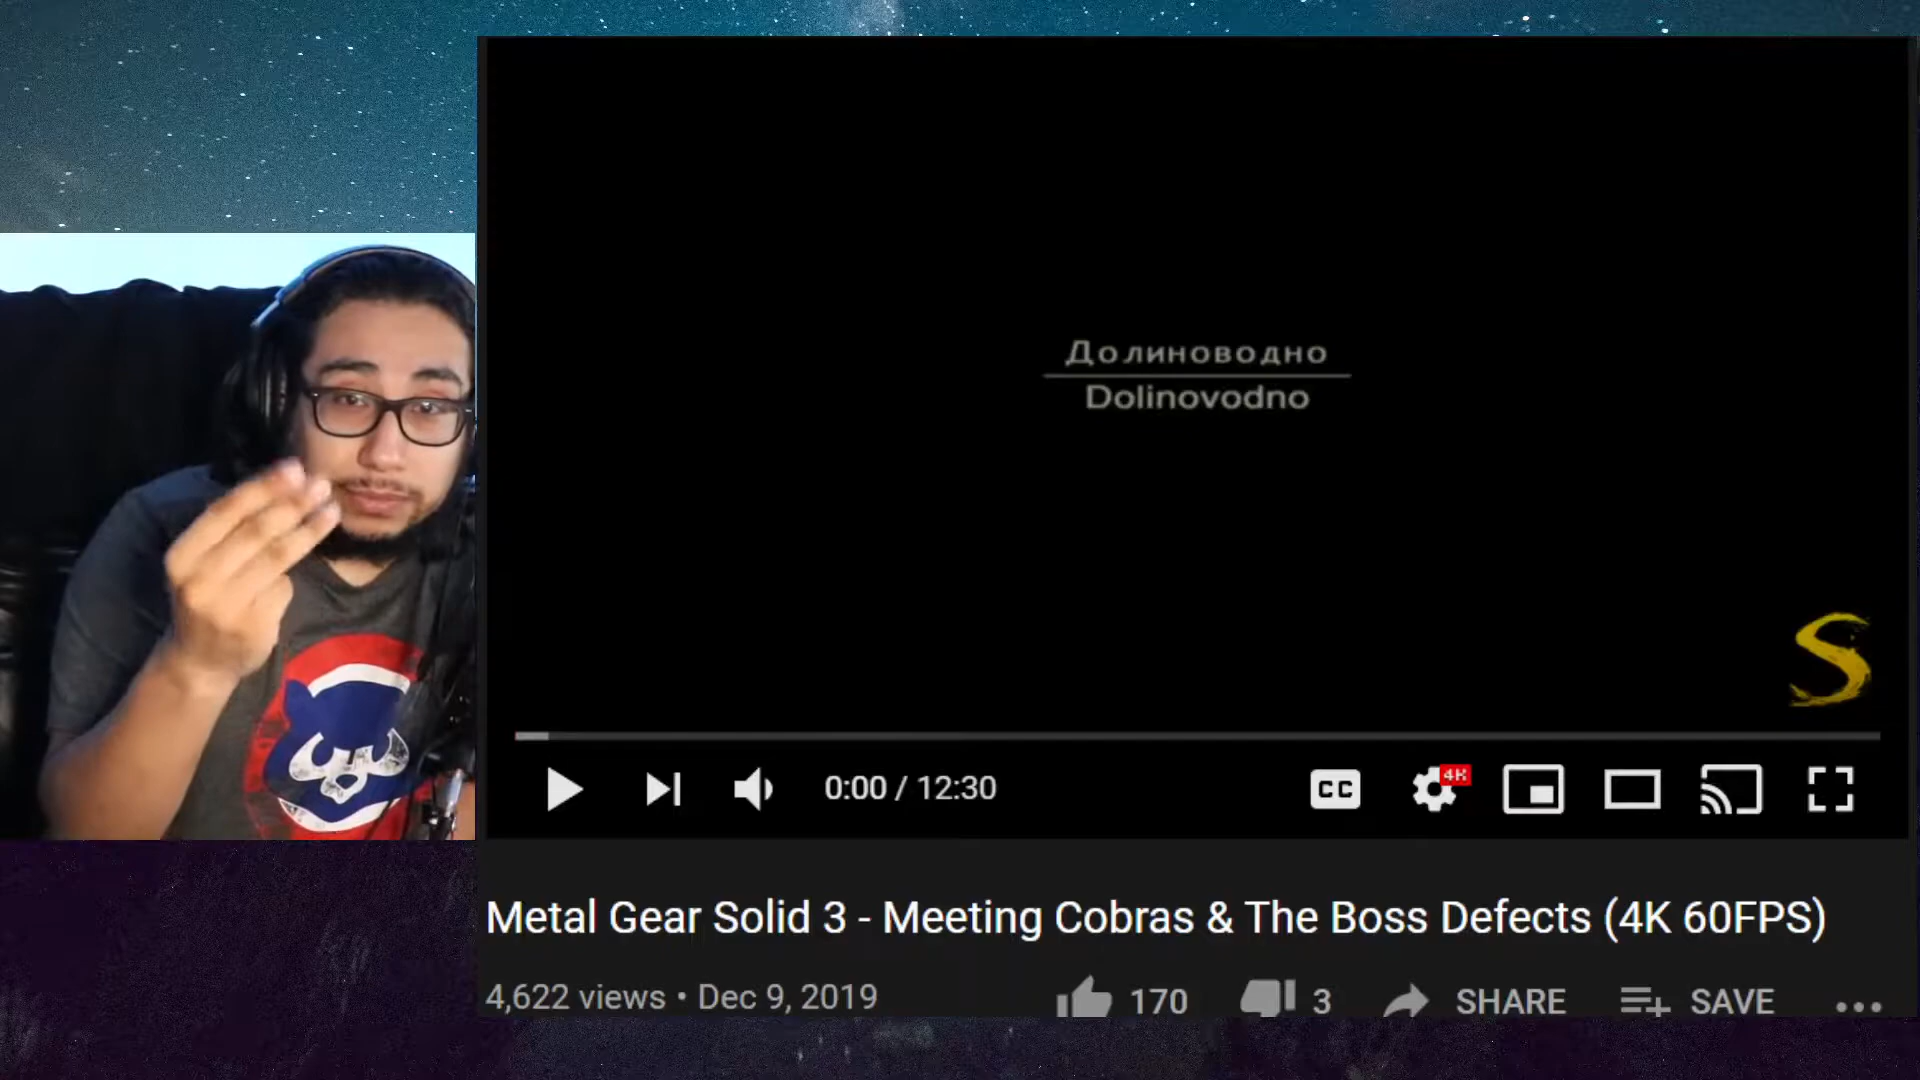 Долиноводно
Dolinovodno
S
0:00 / 12:30
CC
4K
Metal Gear Solid 3 - Meeting Cobras & The Boss Defects (4K 60FPS)
4,622 views • Dec 9, 2019
170
3
SHARE
SAVE